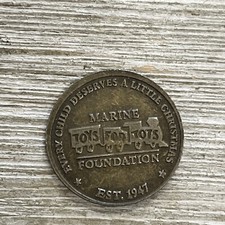 EVERY CHILD DESERVES A LITTLE CHRISTMAS
MARINE
TOYS FOR TOTS
FOUNDATION
EST. 1947